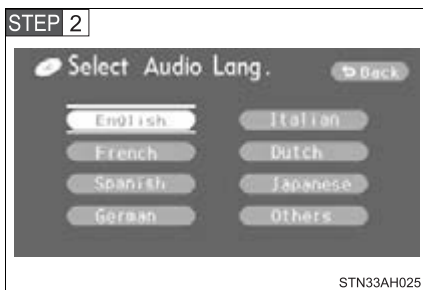 STEP 2
Select Audio Lang.
Back
English
Italian
French
Dutch
Spanish
Japanese
German
Others
STN33AH025